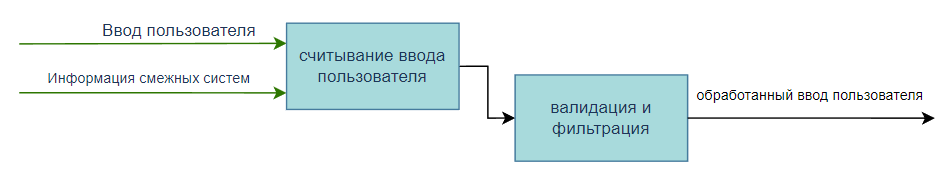 Ввод пользователя
Информация смежных систем
считывание ввода
пользователя
валидация и
фильтрация
обработанный ввод пользователя